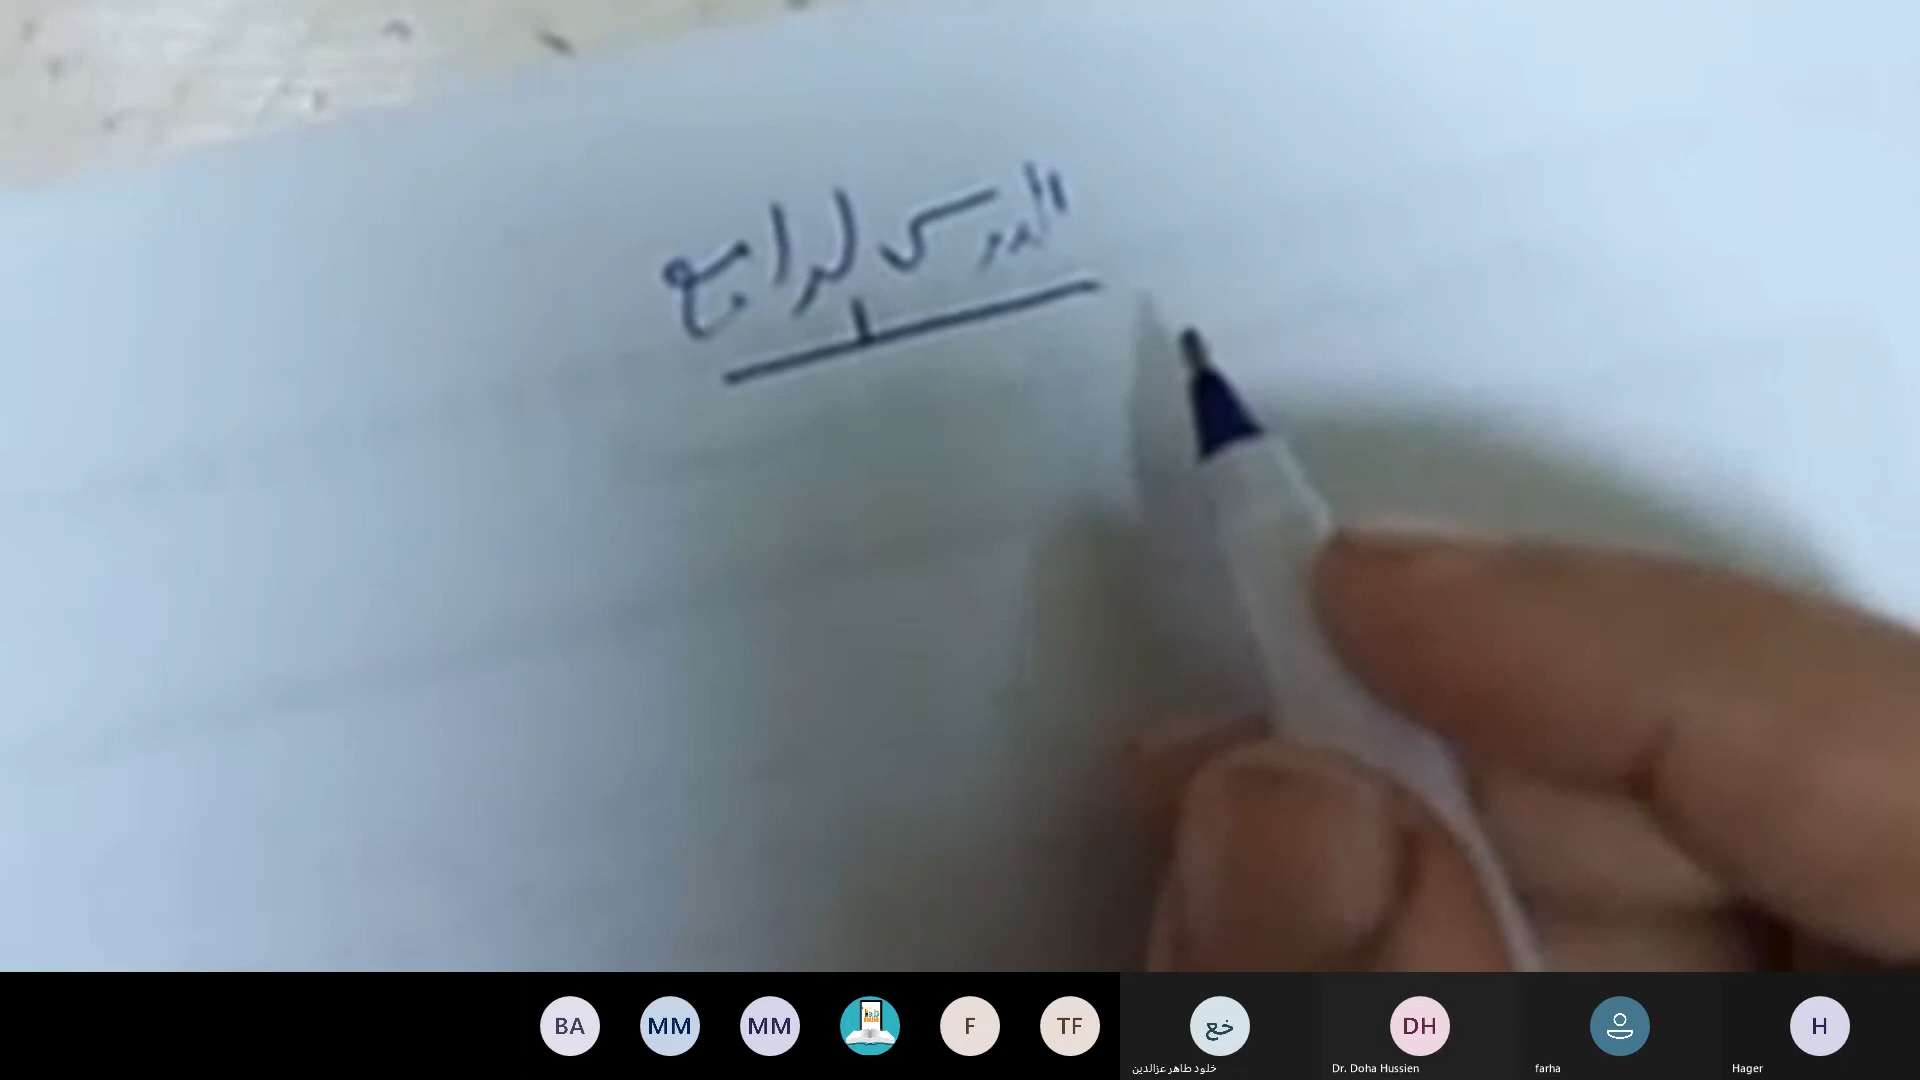 الدرس الرابع
BA
MM
MM
F
TF
خع
DH
H
خلود طاهر عزالدين
Dr. Doha Hussien
farha
Hager